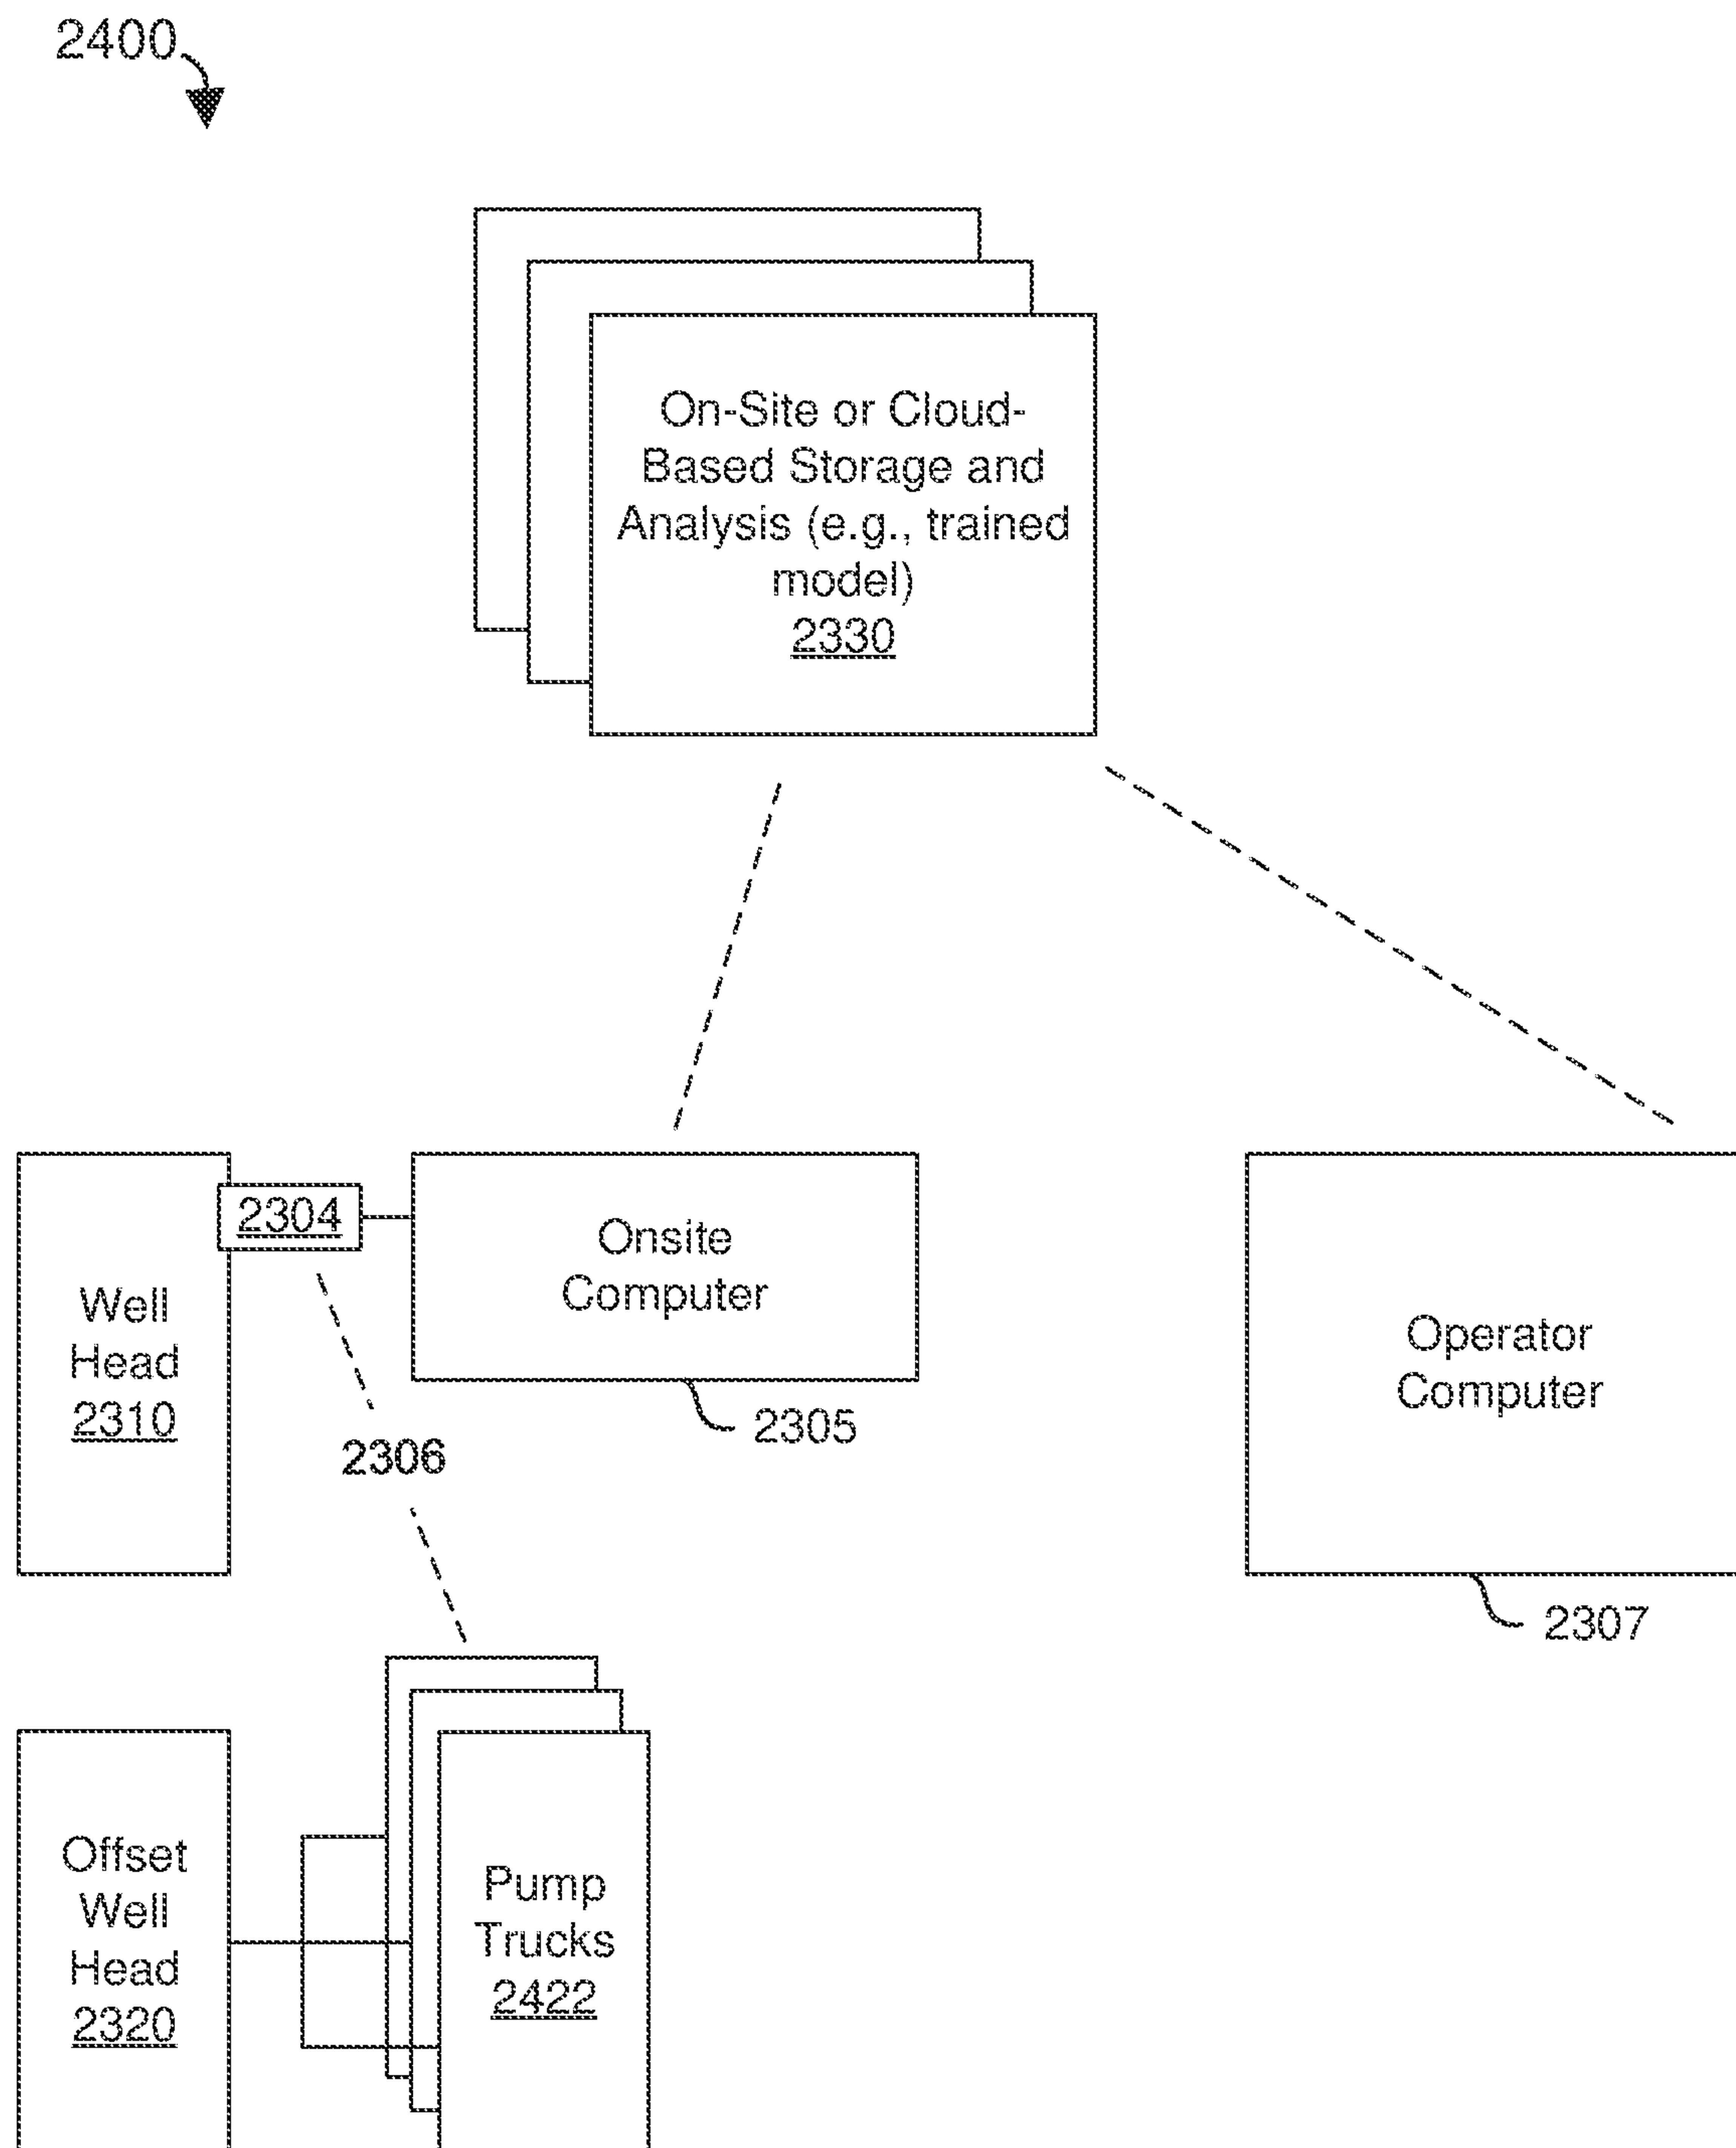 2400
On-Site or Cloud-
Based Storage and
Analysis (e.g., trained
model)
2330
2304
Onsite
Computer
2305
Well
Head
2310
2306
Operator
Computer
2307
Offset
Well
Head
2320
Pump
Trucks
2422